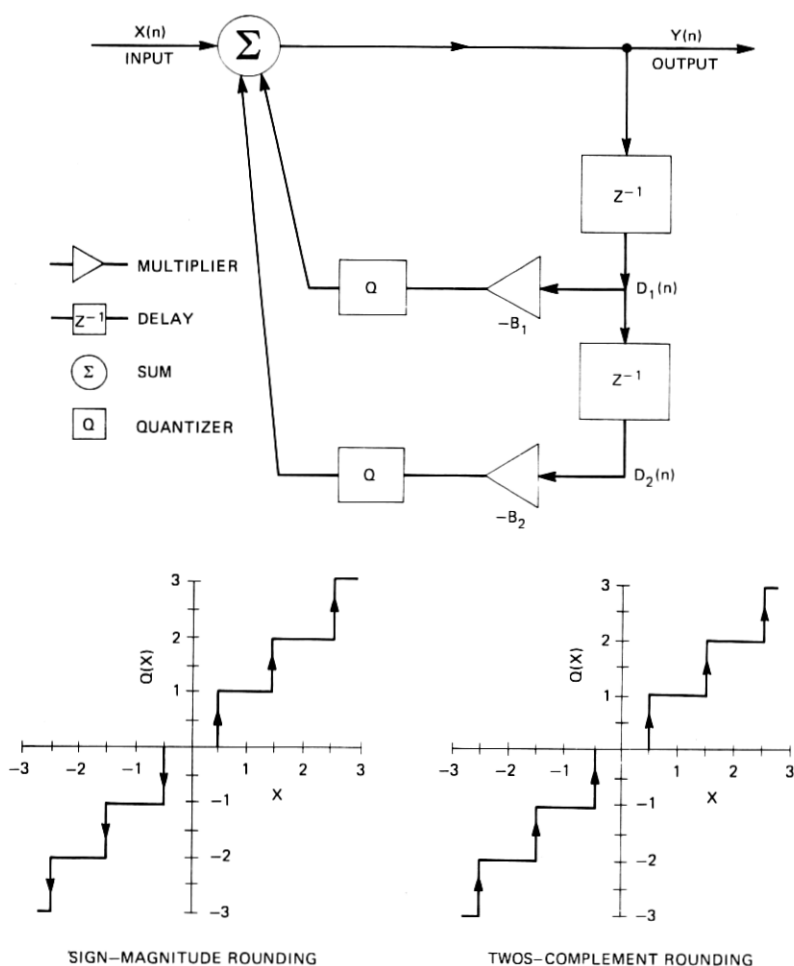 X(n)
INPUT
Σ
Y(n)
OUTPUT
Z⁻¹
MULTIPLIER
Q
−B₁
D₁(n)
Z⁻¹
DELAY
Σ
SUM
Z⁻¹
Q
QUANTIZER
Q
−B₂
D₂(n)
3
2
1
Q(X)
−3
−2
−1
1
2
3
X
−1
−2
−3
SIGN−MAGNITUDE ROUNDING
3
2
1
Q(X)
−3
−2
−1
1
2
3
X
−1
−2
−3
TWOS−COMPLEMENT ROUNDING